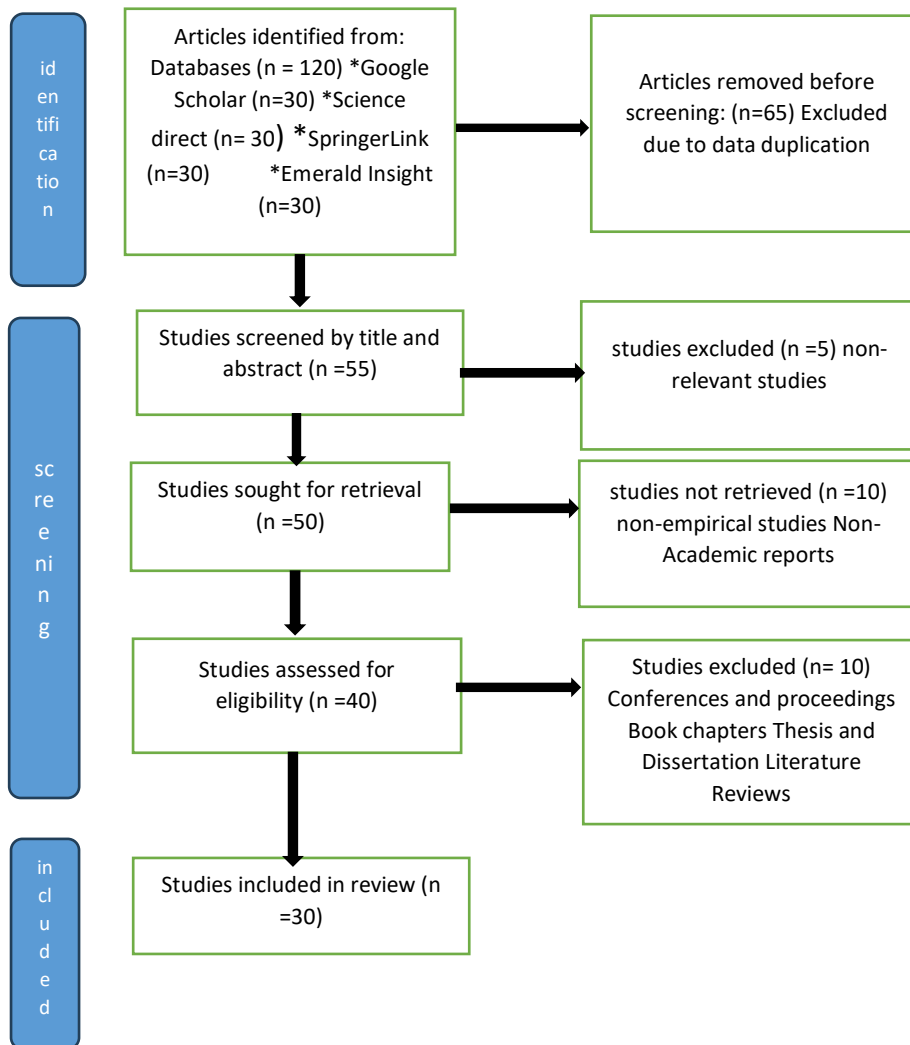 id
en
tifi
ca
tio
n
Articles identified from:
Databases (n = 120) *Google
Scholar (n=30) *Science
direct (n= 30) *SpringerLink
(n=30) *Emerald Insight
(n=30)
Articles removed before
screening: (n=65) Excluded
due to data duplication
sc
re
e
ni
n
g
Studies screened by title and
abstract (n =55)
studies excluded (n =5) non-
relevant studies
Studies sought for retrieval
(n =50)
studies not retrieved (n =10)
non-empirical studies Non-
Academic reports
Studies assessed for
eligibility (n =40)
Studies excluded (n= 10)
Conferences and proceedings
Book chapters Thesis and
Dissertation Literature
Reviews
in
cl
u
d
e
d
Studies included in review (n
=30)